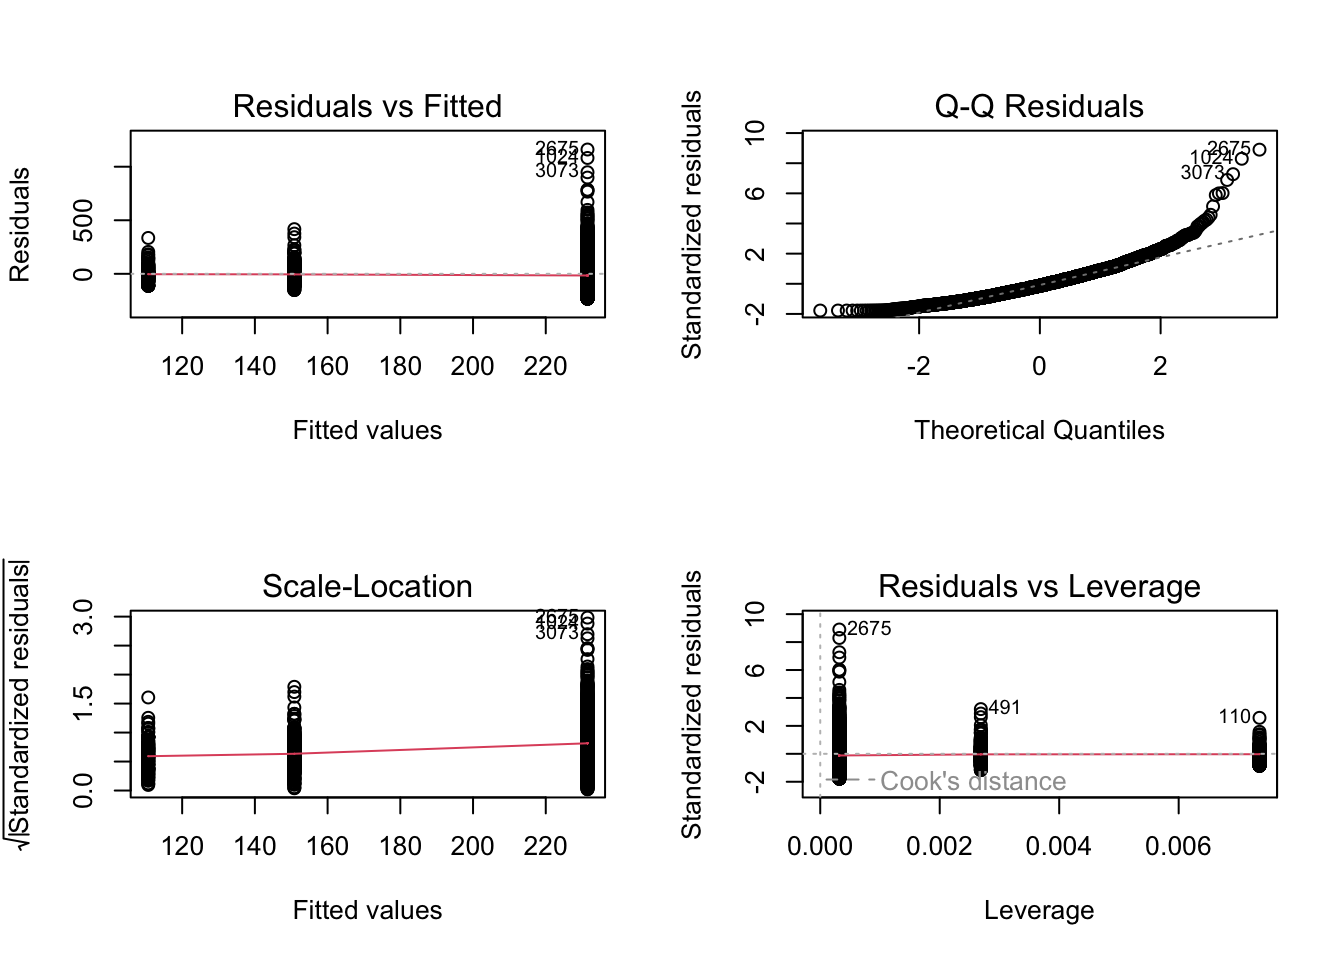 Residuals vs Fitted
Residuals
0
500
2675
1024
3073
120 140 160 180 200 220
Fitted values
Q-Q Residuals
Standardized residuals
-2
2
6
10
2675
1024
3073
-2 0 2
Theoretical Quantiles
Scale-Location
√|Standardized residuals|
0.0
1.5
3.0
2675
1024
3073
120 140 160 180 200 220
Fitted values
Residuals vs Leverage
Standardized residuals
-2
2
6
10
2675
491
110
Cook's distance
0.000 0.002 0.004 0.006
Leverage